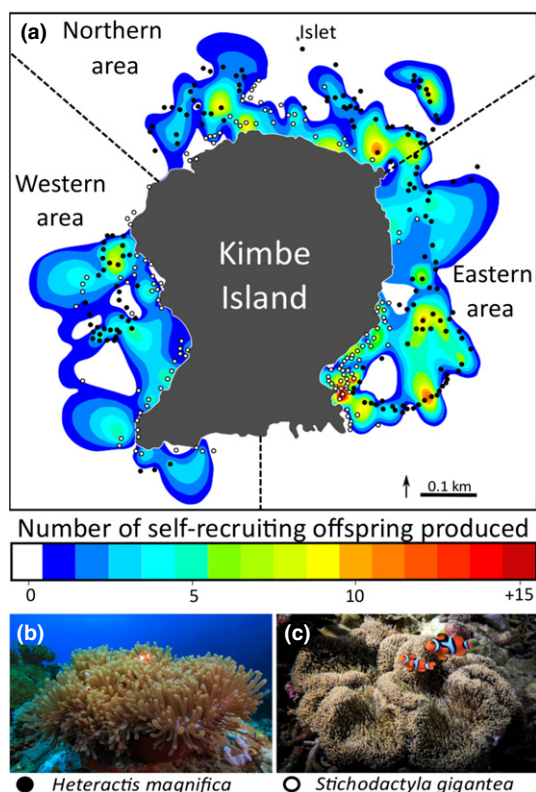 (a)
Northern
area
Islet
Western
area
Kimbe
Island
Eastern
area
0.1 km
Number of self-recruiting offspring produced
0 5 10 +15
(b) (c)
Heteractis magnifica Stichodactyla gigantea